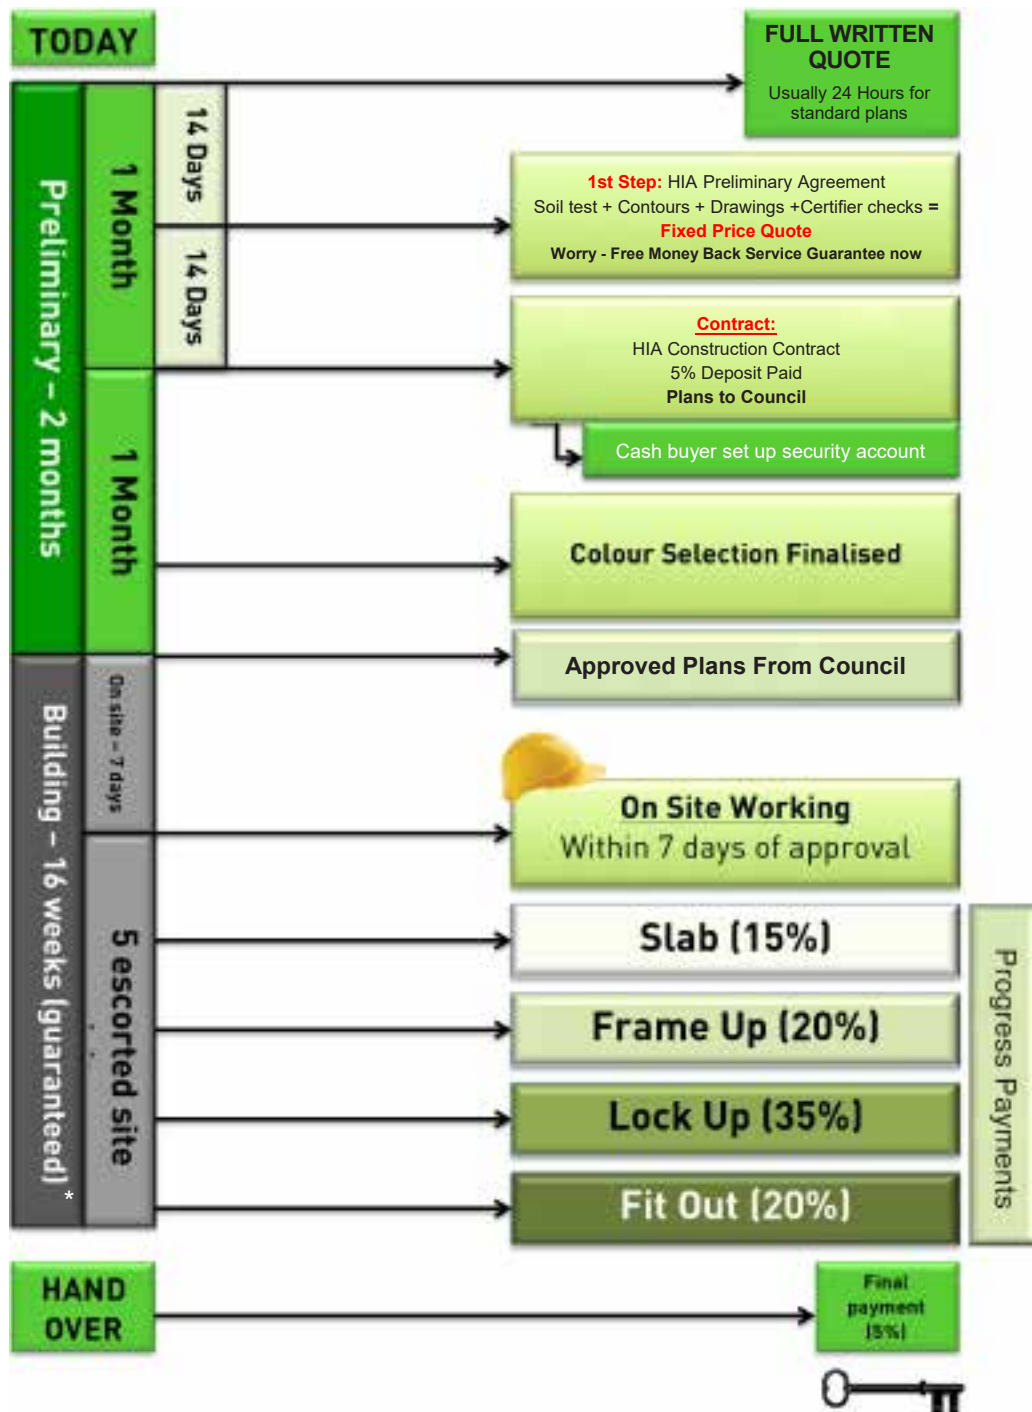 TODAY
FULL WRITTEN
QUOTE
Usually 24 Hours for
standard plans
Preliminary – 2 months
1 Month
14 Days
14 Days
1st Step: HIA Preliminary Agreement
Soil test + Contours + Drawings +Certifier checks =
Fixed Price Quote
Worry - Free Money Back Service Guarantee now
Contract:
HIA Construction Contract
5% Deposit Paid
Plans to Council
Cash buyer set up security account
1 Month
Colour Selection Finalised
Approved Plans From Council
Building – 16 weeks (guaranteed) *
On site – 7 days
On Site Working
Within 7 days of approval
5 escorted site
Slab (15%)
Frame Up (20%)
Lock Up (35%)
Fit Out (20%)
Progress Payments
HAND
OVER
Final
payment
(5%)